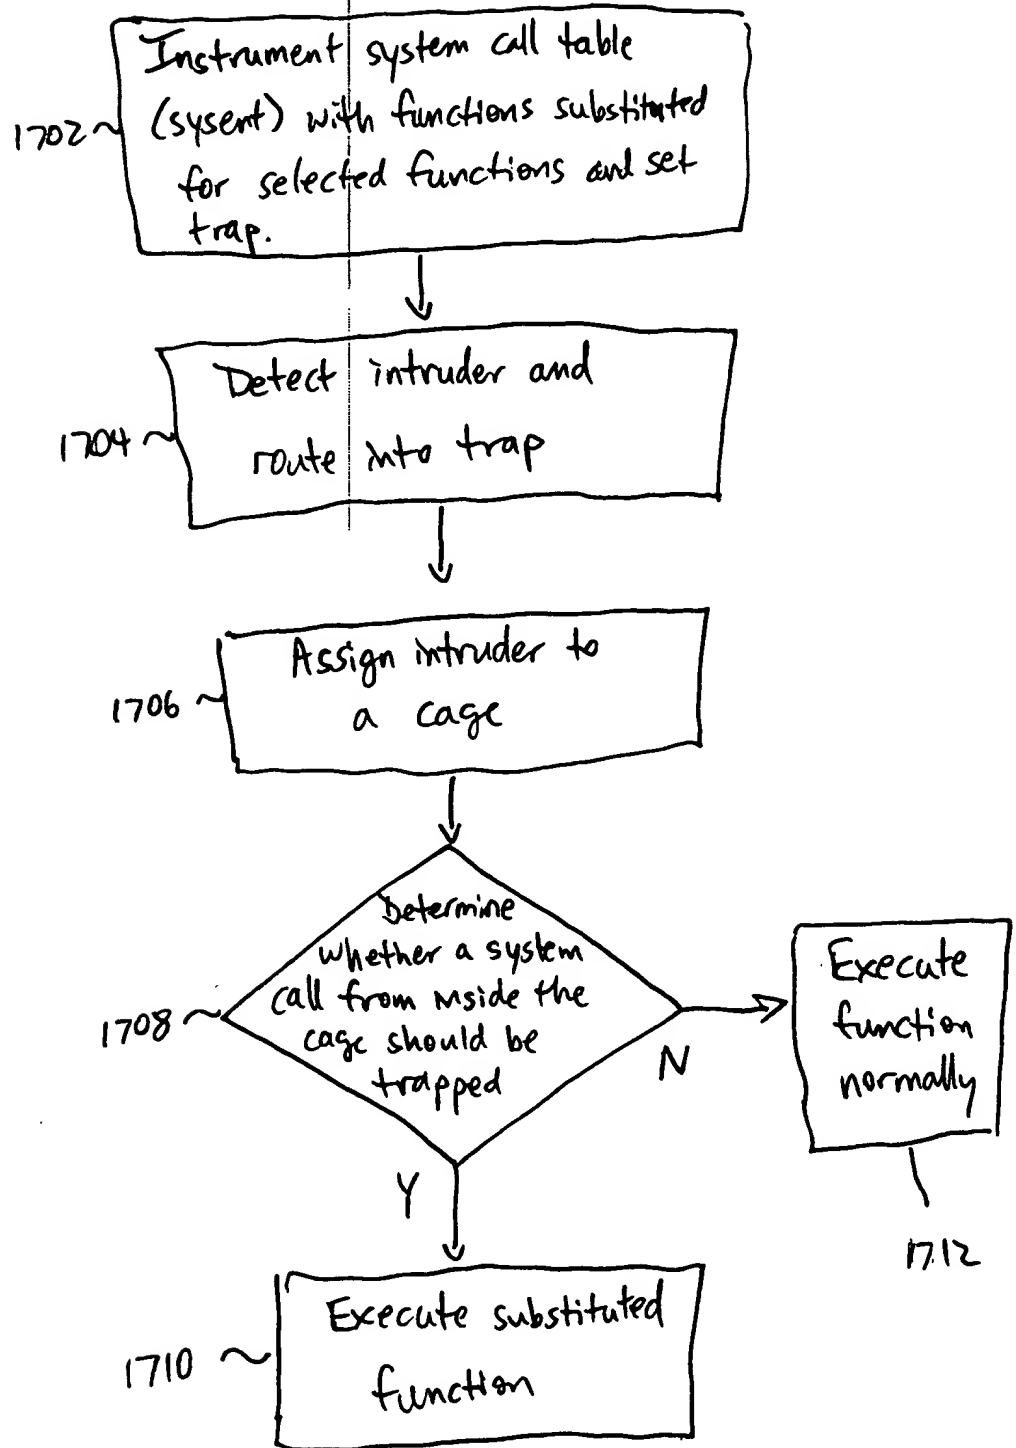 Instrument system call table
1702 (sysent) with functions substituted
for selected functions and set
trap.
Detect intruder and
1704 route into trap
Assign intruder to
1706 a cage
Determine
whether a system
call from inside the
1708 cage should be
trapped
N
Execute
function
normally
1712
Y
Execute substituted
1710 function